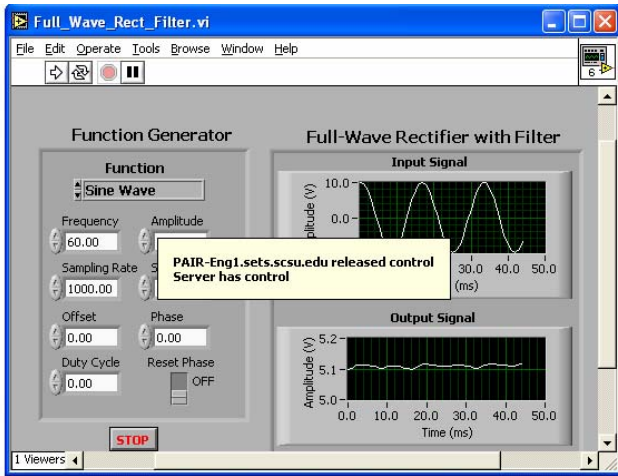 Full_Wave_Rect_Filter.vi
File Edit Operate Tools Browse Window Help
6
Function Generator
Function
Sine Wave
Frequency Amplitude
60.00
Sampling Rate S
1000.00
Offset Phase
0.00 0.00
Duty Cycle Reset Phase
0.00 OFF
STOP
Full-Wave Rectifier with Filter
Input Signal
10.0
0.0
plitude (V)
30.0 40.0 50.0
(ms)
PAIR-Eng1.sets.scsu.edu released control
Server has control
Output Signal
Amplitude (V)
5.2
5.1
5.0
0.0 10.0 20.0 30.0 40.0 50.0
Time (ms)
1 Viewers